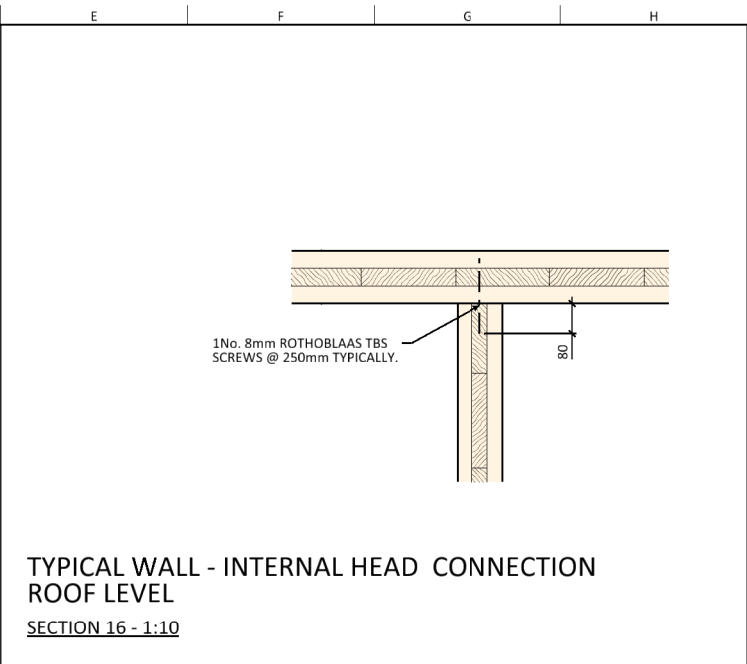 E F G H
1No. 8mm ROTHOBLAAS TBS
SCREWS @ 250mm TYPICALLY.
80
TYPICAL WALL - INTERNAL HEAD CONNECTION
ROOF LEVEL
SECTION 16 - 1:10